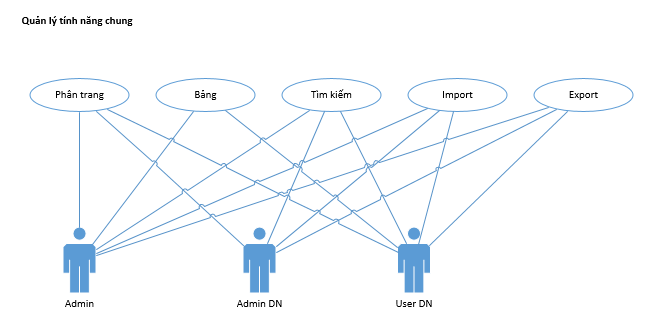 Quản lý tính năng chung
Phân trang
Bảng
Tìm kiếm
Import
Export
Admin
Admin DN
User DN